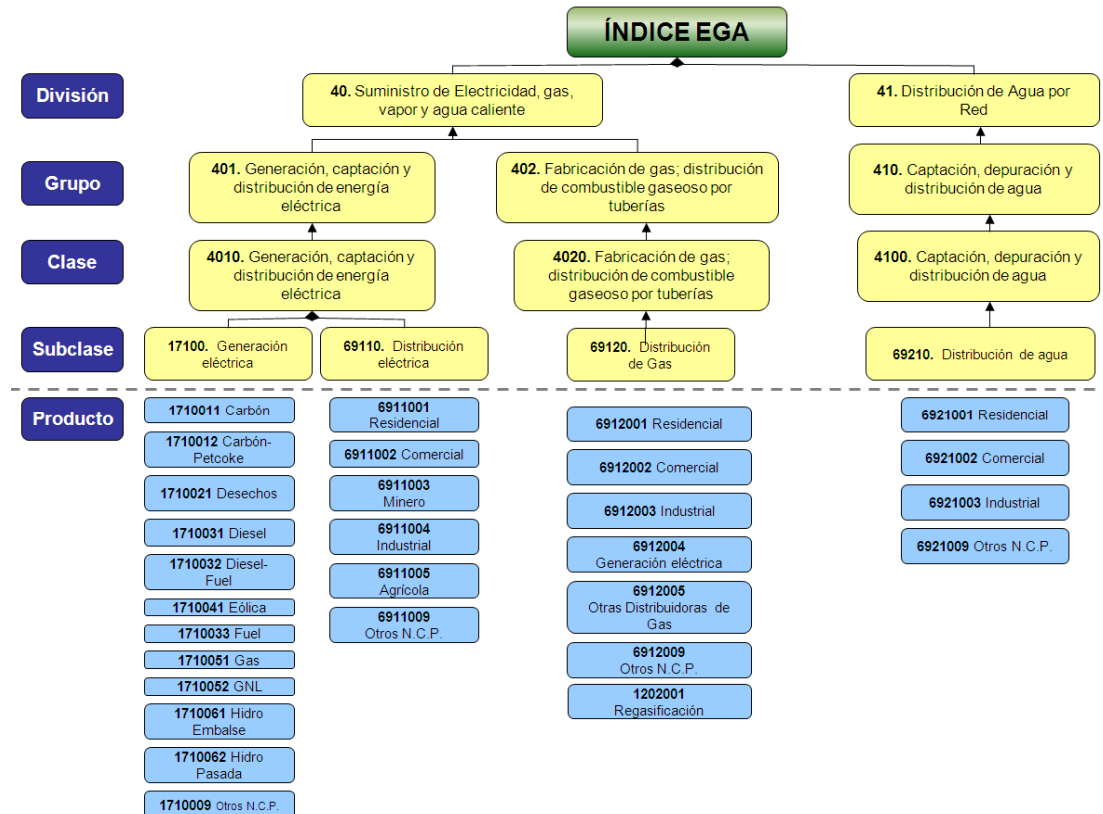 ÍNDICE EGA
División
40. Suministro de Electricidad, gas,
vapor y agua caliente
41. Distribución de Agua por
Red
Grupo
401. Generación, captación y
distribución de energía
eléctrica
402. Fabricación de gas; distribución
de combustible gaseoso por
tuberías
410. Captación, depuración y
distribución de agua
Clase
4010. Generación, captación y
distribución de energía
eléctrica
4020. Fabricación de gas;
distribución de combustible
gaseoso por tuberías
4100. Captación, depuración y
distribución de agua
Subclase
17100. Generación
eléctrica
69110. Distribución
eléctrica
69120. Distribución
de Gas
69210. Distribución de agua
Producto
1710011 Carbón
1710012 Carbón-
Petcoke
1710021 Desechos
1710031 Diesel
1710032 Diesel-
Fuel
1710041 Eólica
1710033 Fuel
1710051 Gas
1710052 GNL
1710061 Hidro
Embalse
1710062 Hidro
Pasada
1710009 Otros N.C.P.
6911001
Residencial
6911002 Comercial
6911003
Minero
6911004
Industrial
6911005
Agrícola
6911009
Otros N.C.P.
6912001 Residencial
6912002 Comercial
6912003 Industrial
6912004
Generación eléctrica
6912005
Otras Distribuidoras de
Gas
6912009
Otros N.C.P.
1202001
Regasificación
6921001 Residencial
6921002 Comercial
6921003 Industrial
6921009 Otros N.C.P.